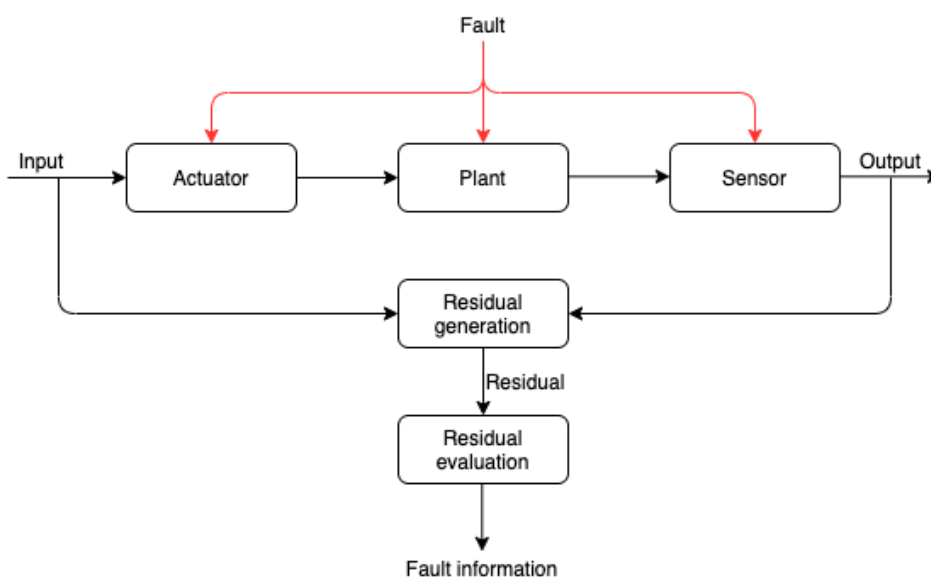 Fault
Input
Actuator
Plant
Sensor
Output
Residual
generation
Residual
Residual
evaluation
Fault information